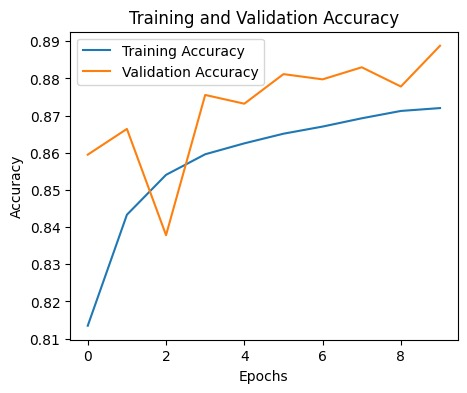 Training and Validation Accuracy
Training Accuracy
Validation Accuracy
Accuracy
0.89
0.88
0.87
0.86
0.85
0.84
0.83
0.82
0.81
0 2 4 6 8
Epochs